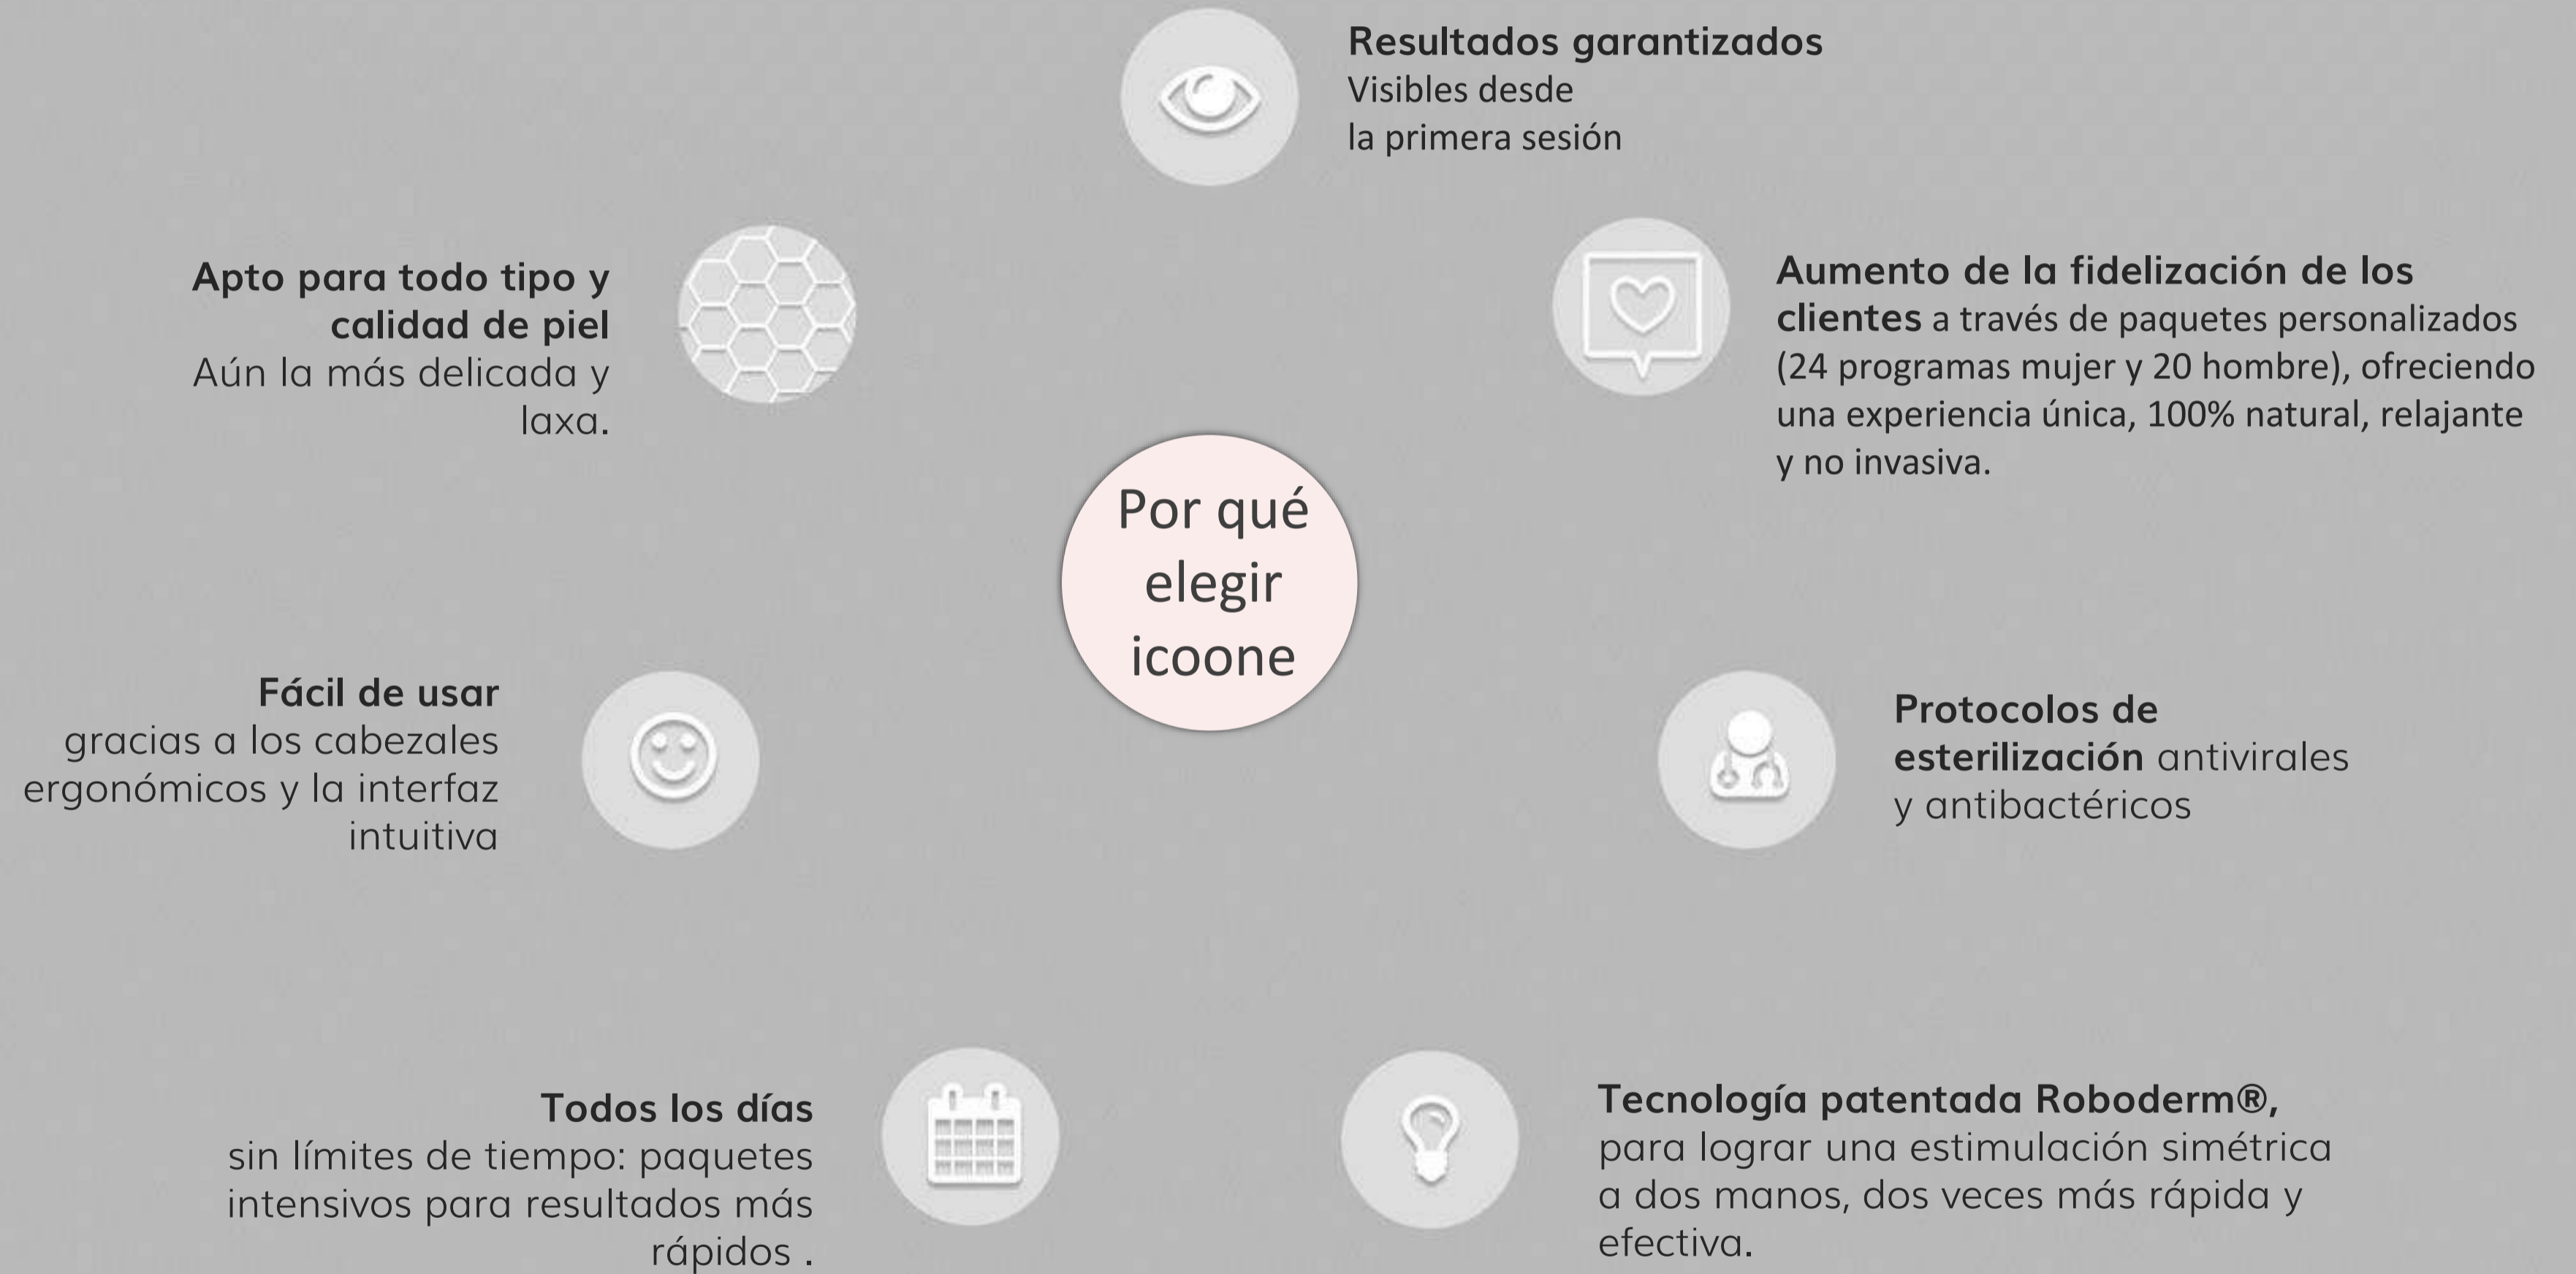 Resultados garantizados
Visibles desde
la primera sesión
Apto para todo tipo y
calidad de piel
Aún la más delicada y
laxa.
Aumento de la fidelización de los
clientes a través de paquetes personalizados
(24 programas mujer y 20 hombre), ofreciendo
una experiencia única, 100% natural, relajante
y no invasiva.
Por qué
elegir
icoone
Fácil de usar
gracias a los cabezales
ergonómicos y la interfaz
intuitiva
Protocolos de
esterilización antivirales
y antibactéricos
Todos los días
sin límites de tiempo: paquetes
intensivos para resultados más
rápidos .
Tecnología patentada Roboderm®,
para lograr una estimulación simétrica
a dos manos, dos veces más rápida y
efectiva.